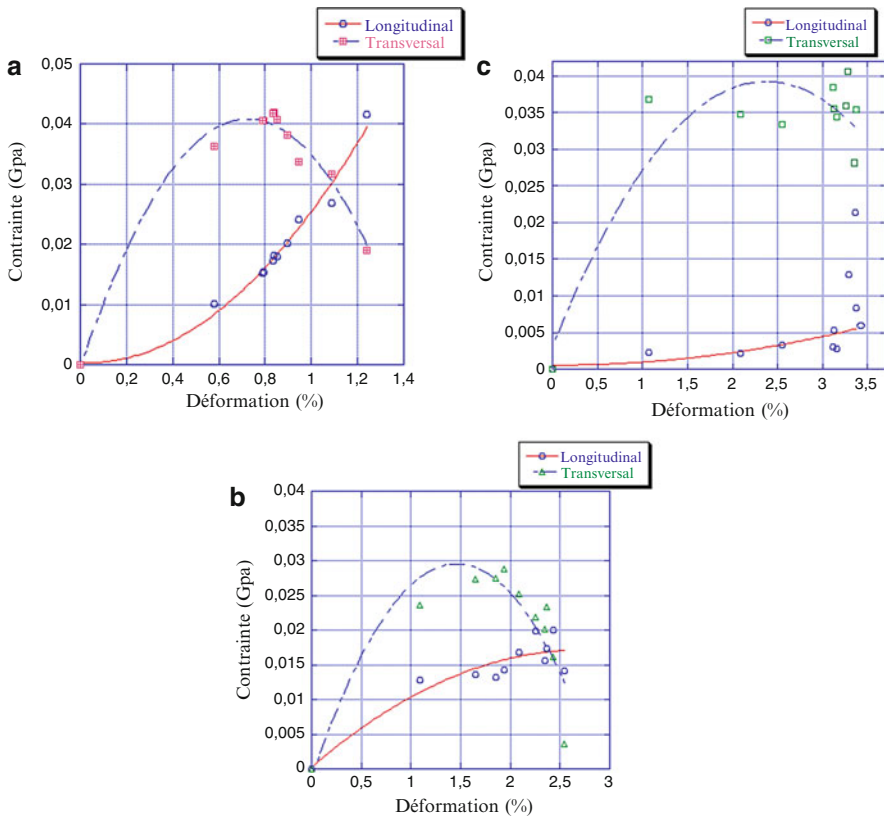 Longitudinal
Transversal
a
0,05
0,04
0,03
0,02
0,01
0
Contrainte (Gpa)
0 0,2 0,4 0,6 0,8 1 1,2 1,4
Déformation (%)
Longitudinal
Transversal
c
0,04
0,035
0,03
0,025
0,02
0,015
0,01
0,005
0
Contrainte (Gpa)
0 0,5 1 1,5 2 2,5 3 3,5
Déformation (%)
Longitudinal
Transversal
b
0,04
0,035
0,03
0,025
0,02
0,015
0,01
0,005
0
Contrainte (Gpa)
0 0,5 1 1,5 2 2,5 3
Déformation (%)